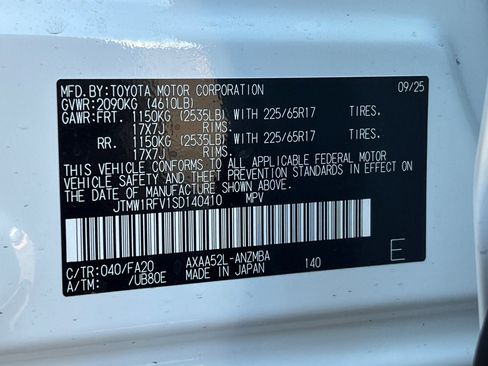 MFD.BY:TOYOTA MOTOR CORPORATION 09/25
GVWR:2090KG (4610LB)
GAWR:FRT. 1150KG (2535LB) WITH 225/65R17 TIRES.
17X7J RIMS.
RR. 1150KG (2535LB) WITH 225/65R17 TIRES.
17X7J RIMS.
THIS VEHICLE CONFORMS TO ALL APPLICABLE FEDERAL MOTOR
VEHICLE SAFETY AND THEFT PREVENTION STANDARDS IN EFFECT ON
THE DATE OF MANUFACTURE SHOWN ABOVE.
JTMW1RFV1SD140410 MPV
C/TR:040/FA20 AXAA52L-ANZMBA E
A/TM: /UB80E MADE IN JAPAN 140